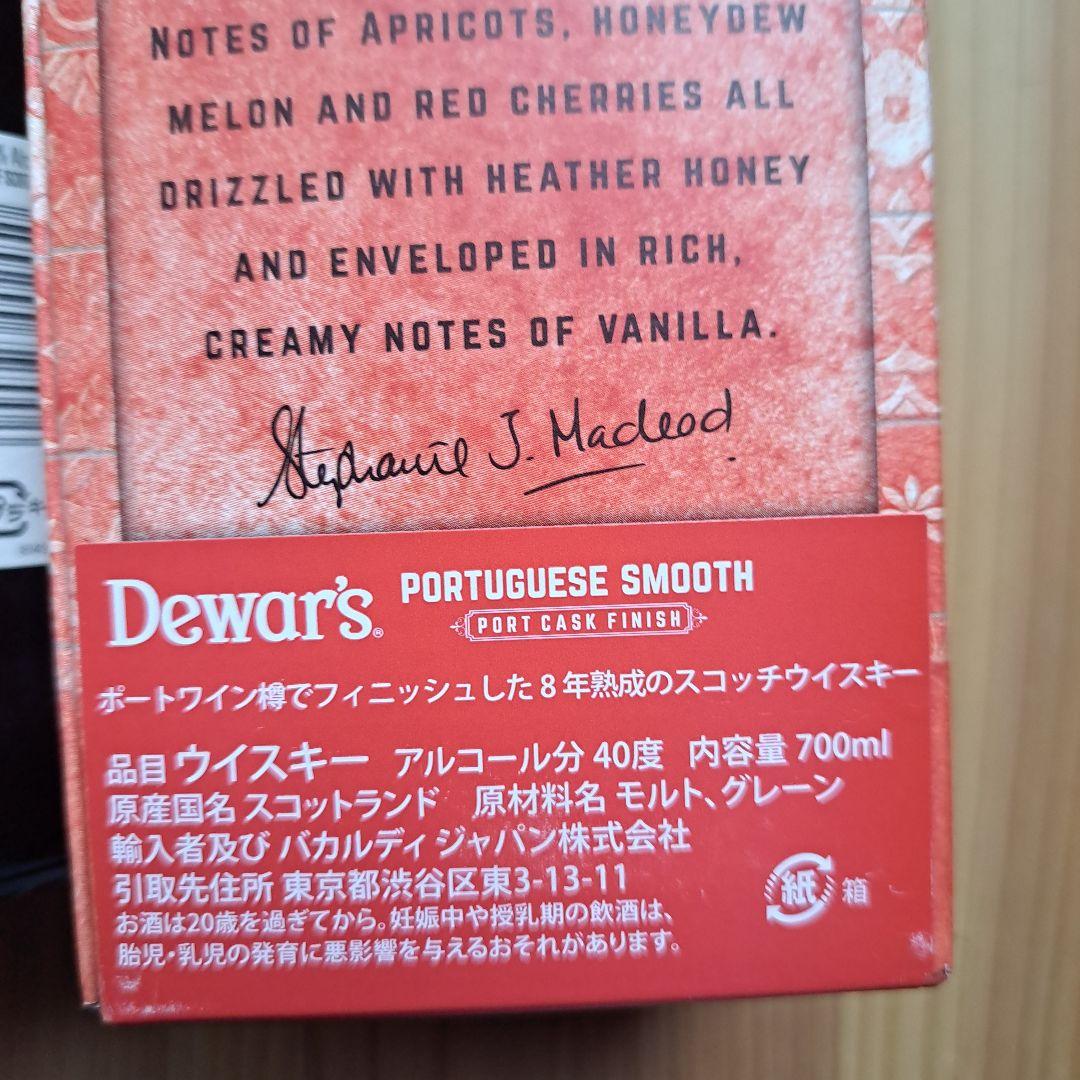 NOTES OF APRICOTS, HONEYDEW
MELON AND RED CHERRIES ALL
DRIZZLED WITH HEATHER HONEY
AND ENVELOPED IN RICH,
CREAMY NOTES OF VANILLA.
Stephanie J. Macleod
Dewar's®
PORTUGUESE SMOOTH
PORT CASK FINISH
ポートワイン樽でフィニッシュした8年熟成のスコッチウイスキー
品目 ウイスキー アルコール分 40度 内容量 700ml
原産国名 スコットランド 原材料名 モルト、グレーン
輸入者及び バカルディ ジャパン株式会社
引取先住所 東京都渋谷区東3-13-11
お酒は20歳を過ぎてから。妊娠中や授乳期の飲酒は、
胎児・乳児の発育に悪影響を与えるおそれがあります。
紙 箱